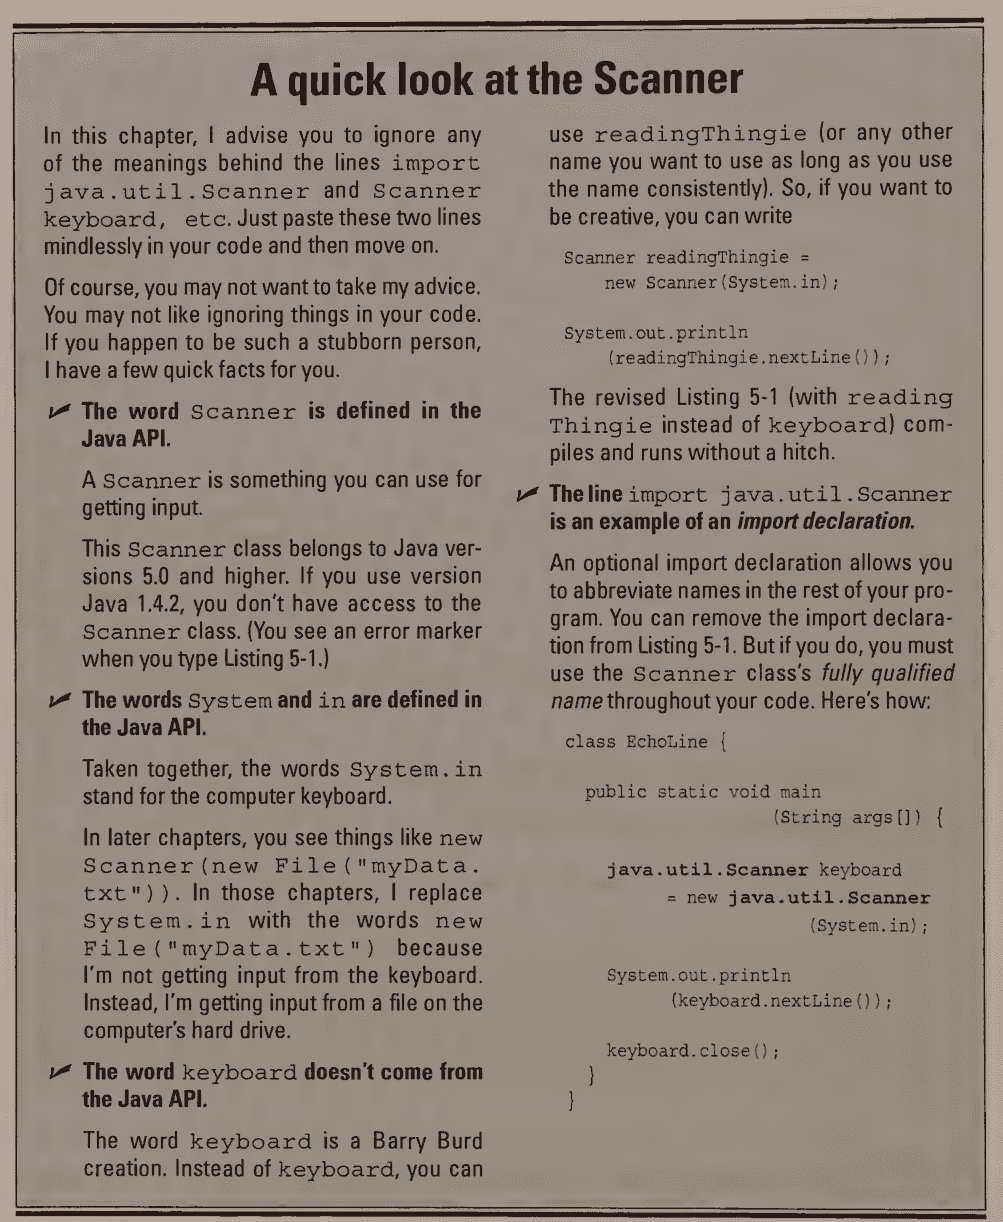 A quick look at the Scanner
In this chapter, I advise you to ignore any
of the meanings behind the lines import
java.util.Scanner and Scanner
keyboard, etc. Just paste these two lines
mindlessly in your code and then move on.
Of course, you may not want to take my advice.
You may not like ignoring things in your code.
If you happen to be such a stubborn person,
I have a few quick facts for you.
✓ The word Scanner is defined in the
Java API.
A Scanner is something you can use for
getting input.
This Scanner class belongs to Java ver-
sions 5.0 and higher. If you use version
Java 1.4.2, you don't have access to the
Scanner class. (You see an error marker
when you type Listing 5-1.)
✓ The words System and in are defined in
the Java API.
Taken together, the words System.in
stand for the computer keyboard.
In later chapters, you see things like new
Scanner(new File("myData.
txt")). In those chapters, I replace
System.in with the words new
File("myData.txt") because
I'm not getting input from the keyboard.
Instead, I'm getting input from a file on the
computer's hard drive.
✓ The word keyboard doesn't come from
the Java API.
The word keyboard is a Barry Burd
creation. Instead of keyboard, you can
use readingThingie (or any other
name you want to use as long as you use
the name consistently). So, if you want to
be creative, you can write
Scanner readingThingie =
new Scanner(System.in);
System.out.println
(readingThingie.nextLine());
The revised Listing 5-1 (with reading
Thingie instead of keyboard) com-
piles and runs without a hitch.
✓ The line import java.util.Scanner
is an example of an import declaration.
An optional import declaration allows you
to abbreviate names in the rest of your pro-
gram. You can remove the import declara-
tion from Listing 5-1. But if you do, you must
use the Scanner class's fully qualified
name throughout your code. Here's how:
class EchoLine {
public static void main
(String args[]) {
java.util.Scanner keyboard
= new java.util.Scanner
(System.in);
System.out.println
(keyboard.nextLine());
keyboard.close();
}
}